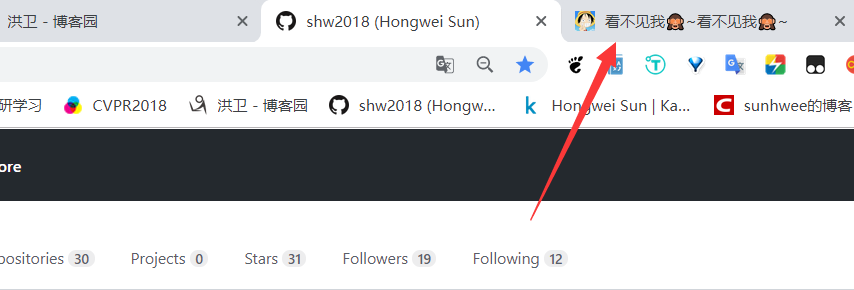 洪卫 - 博客园
shw2018 (Hongwei Sun)
看不见我🙈~看不见我🙈~
研学习
CVPR2018
洪卫 - 博客园
shw2018 (Hongw...
Hongwei Sun | Ka...
sunhwee的博客
ore
positories 30
Projects 0
Stars 31
Followers 19
Following 12